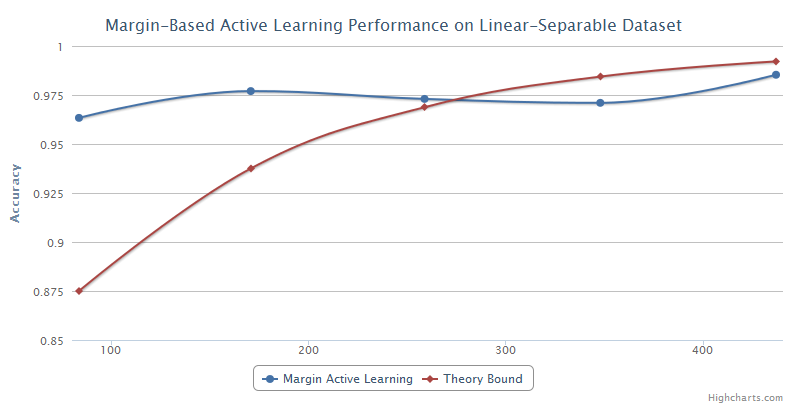 Margin-Based Active Learning Performance on Linear-Separable Dataset
1
0.975
0.95
0.925
0.9
0.875
0.85
Accuracy
100 200 300 400
Margin Active Learning Theory Bound
Highcharts.com